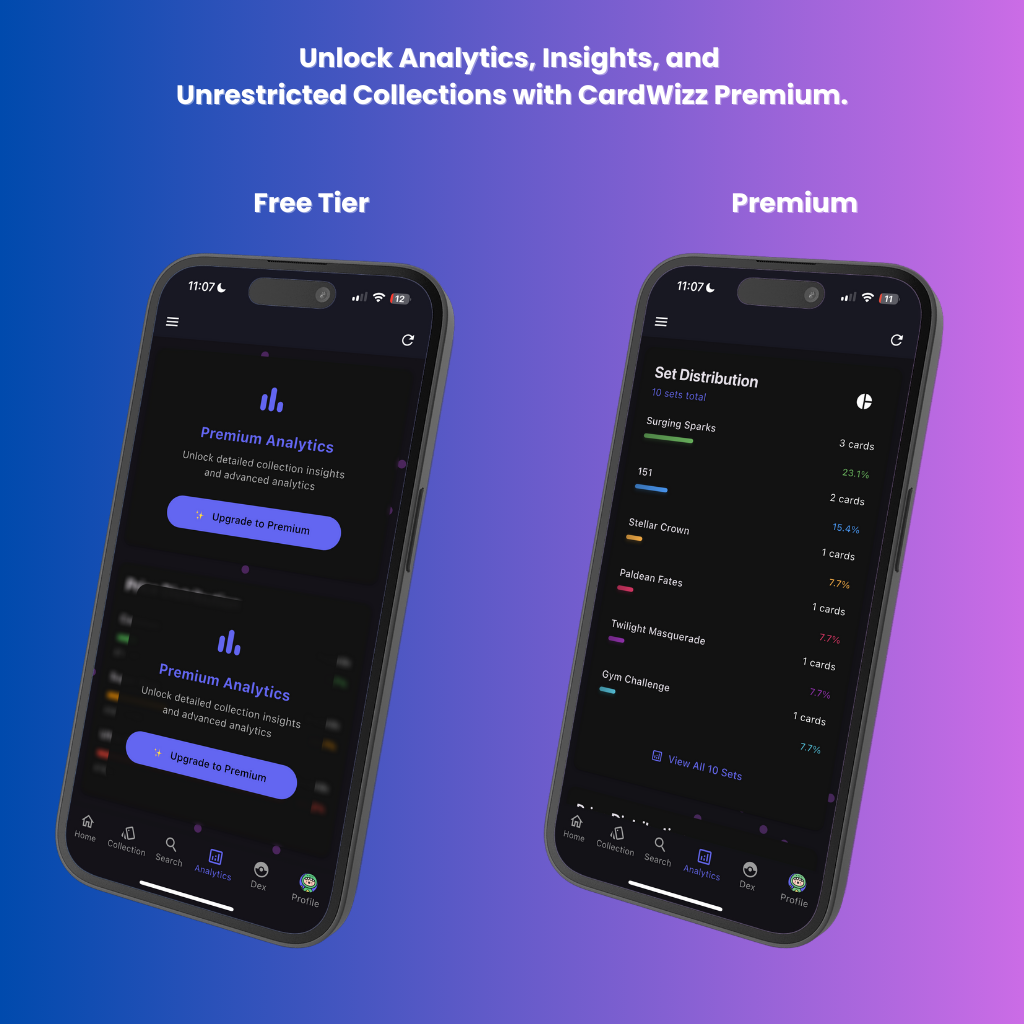 Unlock Analytics, Insights, and
Unrestricted Collections with CardWizz Premium.
Free Tier
11:07
12
Premium Analytics
Unlock detailed collection insights
and advanced analytics
✨ Upgrade to Premium
Premium Analytics
Unlock detailed collection insights
and advanced analytics
✨ Upgrade to Premium
Home
Collection
Search
Analytics
Dex
Profile
Premium
11:07
11
Set Distribution
10 sets total
Surging Sparks
3 cards
23.1%
151
2 cards
15.4%
Stellar Crown
1 cards
7.7%
Paldean Fates
1 cards
7.7%
Twilight Masquerade
1 cards
7.7%
Gym Challenge
1 cards
7.7%
View All 10 Sets
Home
Collection
Search
Analytics
Dex
Profile